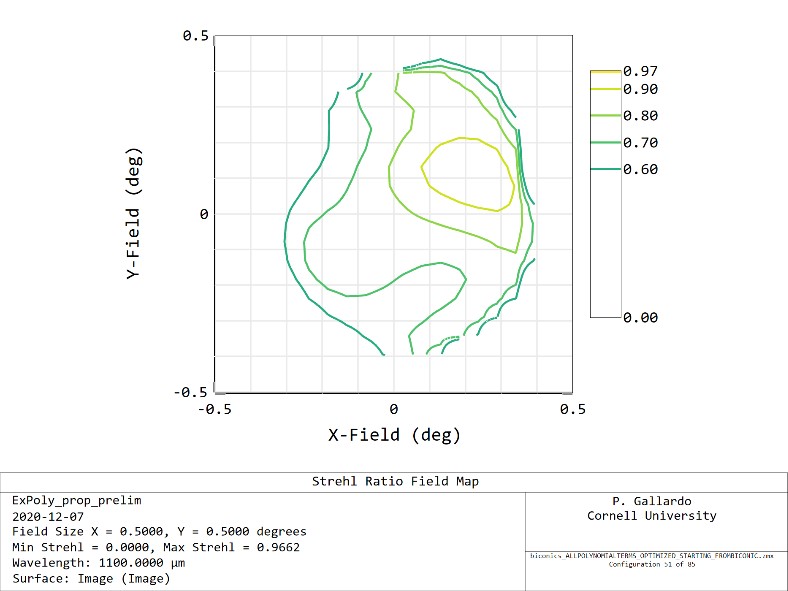 0.5
0
-0.5
Y-Field (deg)
-0.5
0
0.5
X-Field (deg)
0.97
0.90
0.80
0.70
0.60
0.00
Strehl Ratio Field Map
ExPoly_prop_prelim
2020-12-07
Field Size X = 0.5000, Y = 0.5000 degrees
Min Strehl = 0.0000, Max Strehl = 0.9662
Wavelength: 1100.0000 µm
Surface: Image (Image)
P. Gallardo
Cornell University
bicomics_ALLPOLYNOMIALTERMS_OPTIMIZED_STARTING_FROMBICONIC.zmx
Configuration 51 of 85